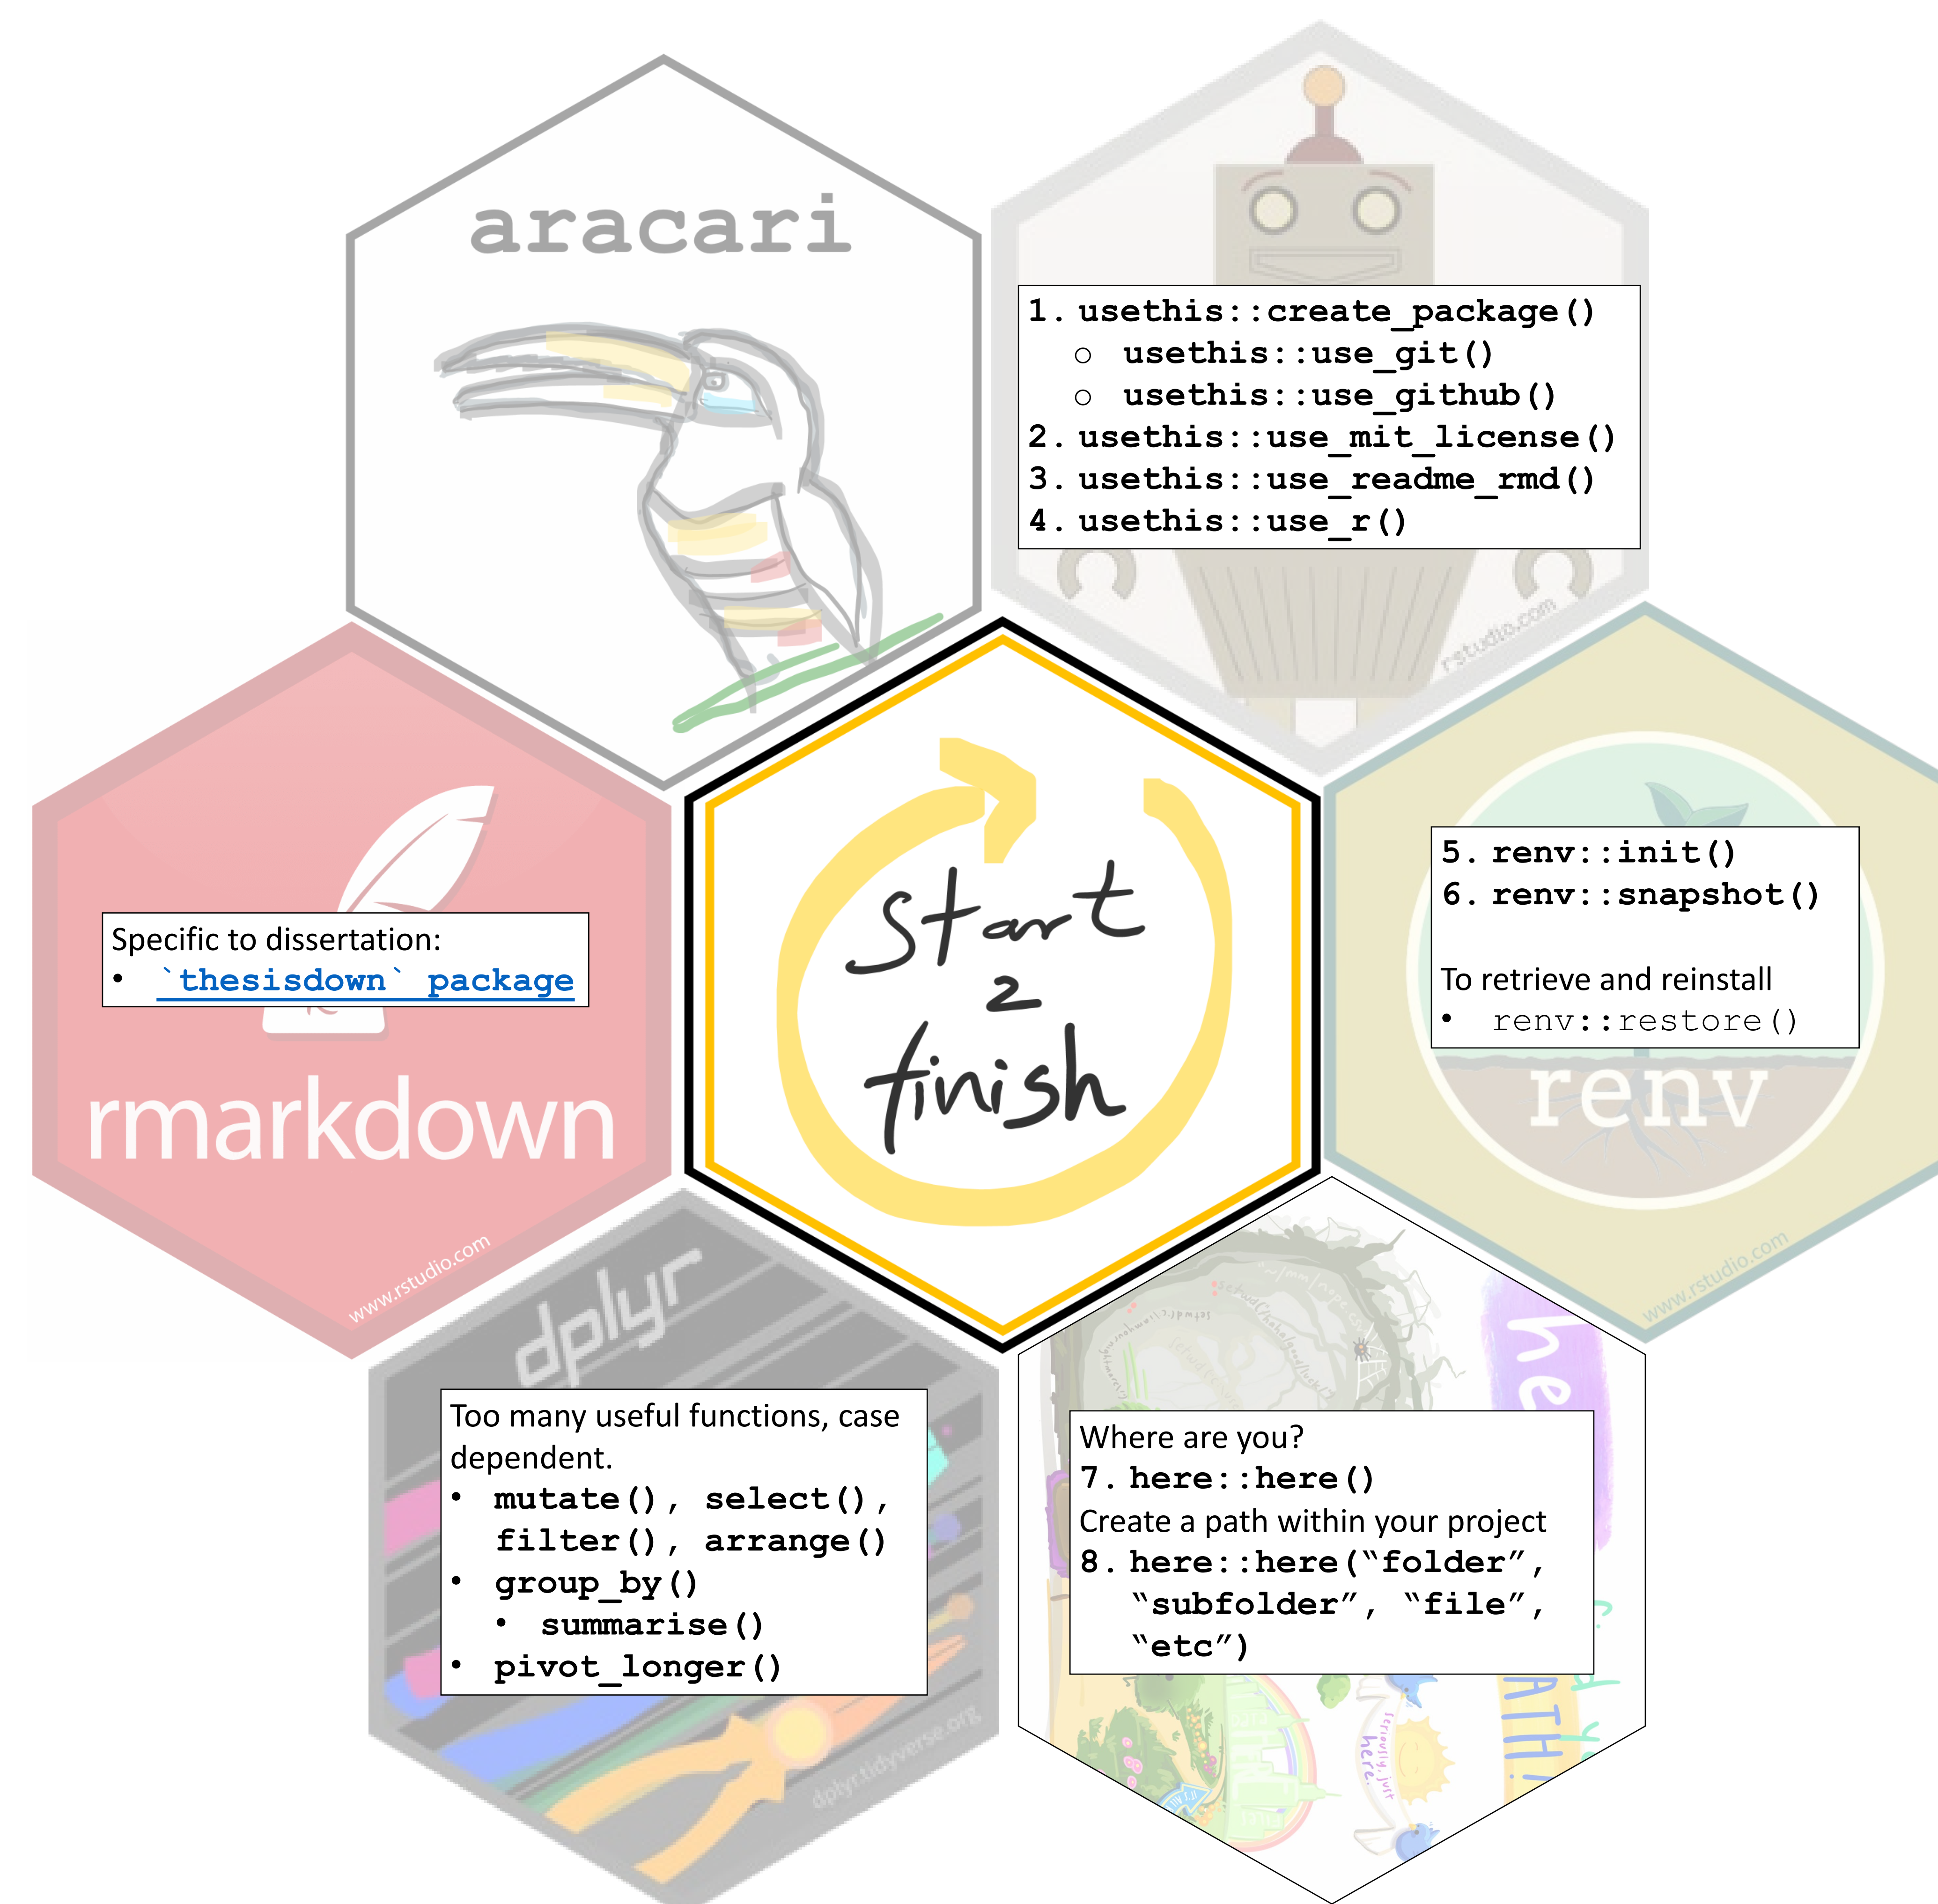 aracari
1. usethis::create_package()
o usethis::use_git()
o usethis::use_github()
2. usethis::use_mit_license()
3. usethis::use_readme_rmd()
4. usethis::use_r()
rstudio.com
Start
2
finish
Specific to dissertation:
• `thesisdown` package
rmarkdown
www.rstudio.com
5. renv::init()
6. renv::snapshot()
To retrieve and reinstall
• renv::restore()
renv
www.rstudio.com
dplyr
Too many useful functions, case
dependent.
• mutate(), select(),
filter(), arrange()
• group_by()
• summarise()
• pivot_longer()
dplyr.tidyverse.org
he
Where are you?
7. here::here()
Create a path within your project
8. here::here(“folder”,
“subfolder”, “file”,
“etc”)
ATH!
seriously, just
here.